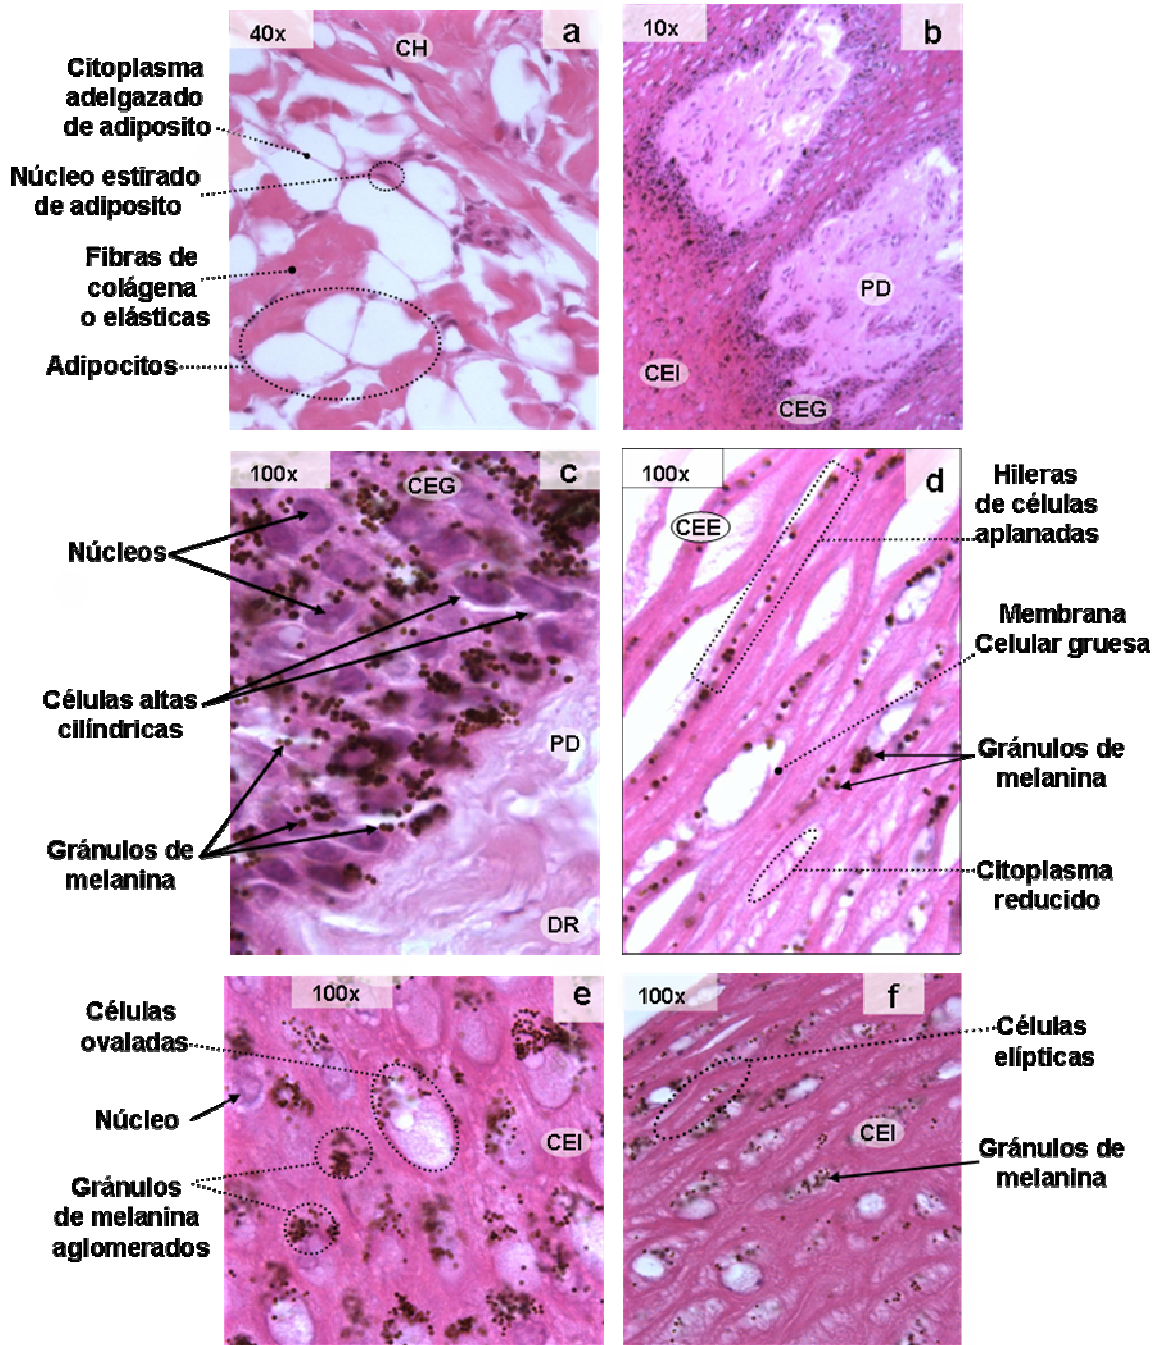 40x
a
CH
Citoplasma
adelgazado
de adiposito
Núcleo estirado
de adiposito
Fibras de
colágena
o elásticas
Adipocitos
10x
b
PD
CEI
CEG
100x
c
CEG
Núcleos
Células altas
cilíndricas
Gránulos de
melanina
PD
DR
100x
d
CEE
Hileras
de células
aplanadas
Membrana
Celular gruesa
Gránulos de
melanina
Citoplasma
reducido
100x
e
Células
ovaladas
Núcleo
CEI
Gránulos
de melanina
aglomerados
100x
f
Células
elípticas
CEI
Gránulos de
melanina